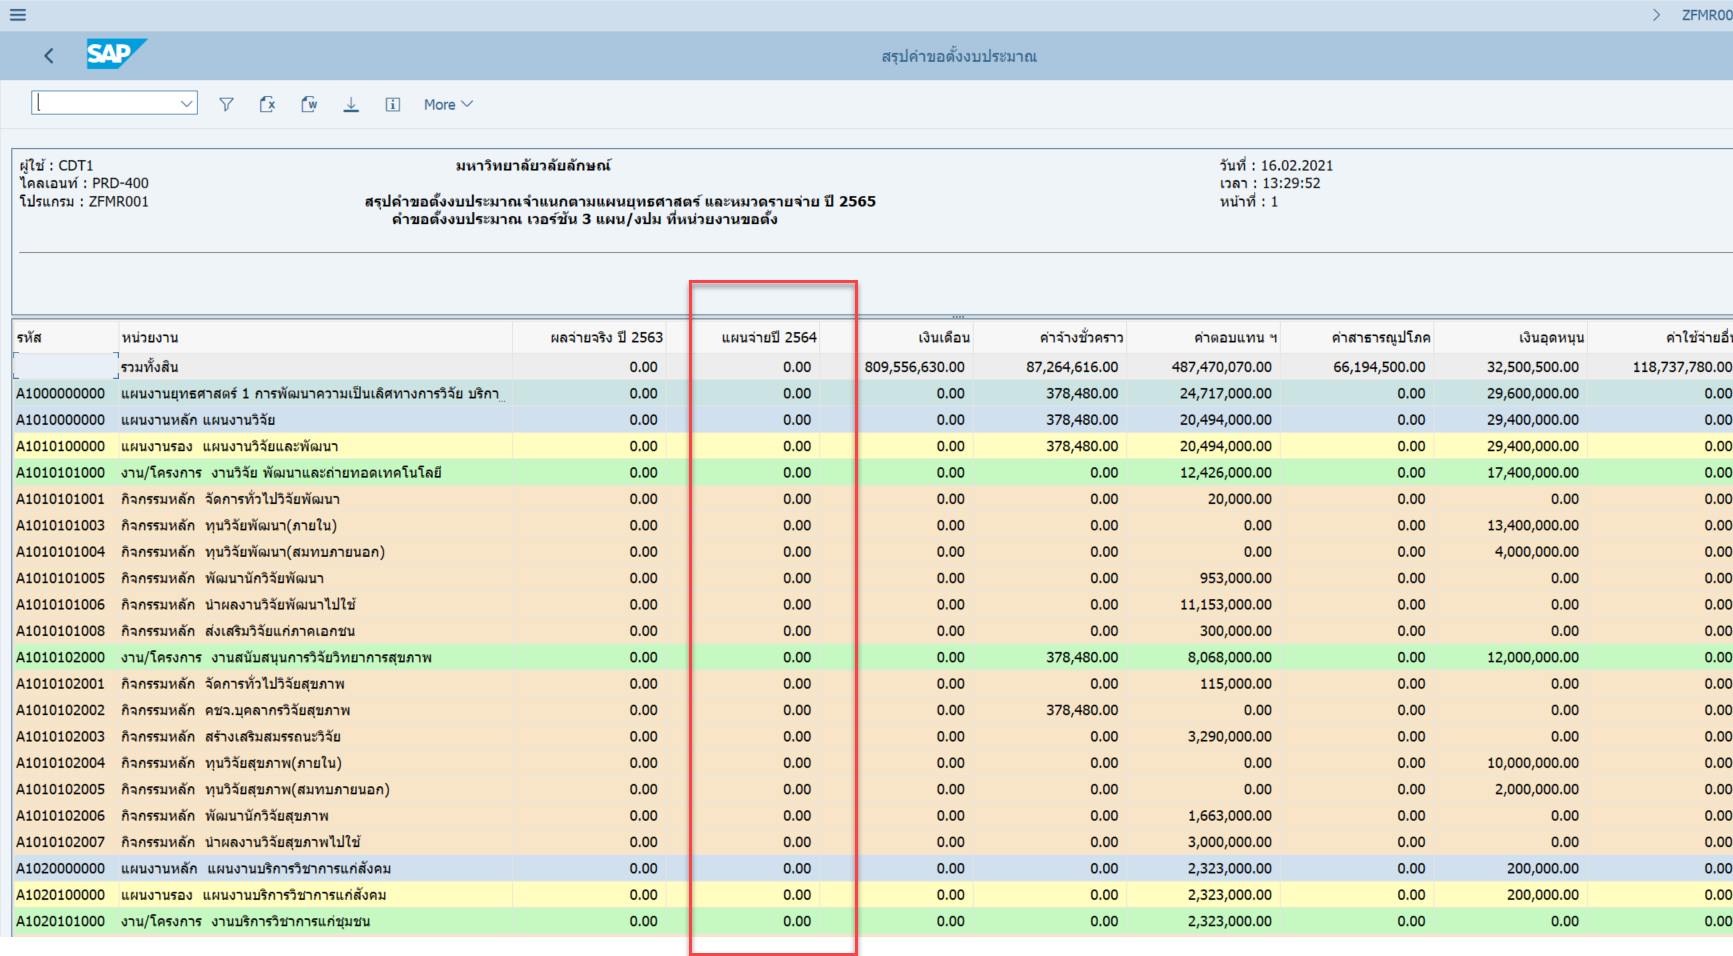 ZFMR00
SAP
สรุปคำขอตั้งงบประมาณ
More
ผู้ใช้ : CDT1
มหาวิทยาลัยวลัยลักษณ์
วันที่ : 16.02.2021
ไคลเอนท์ : PRD-400
เวลา : 13:29:52
โปรแกรม : ZFMR001
สรุปคำขอตั้งงบประมาณจำแนกตามแผนยุทธศาสตร์ และหมวดรายจ่าย ปี 2565
หน้าที่ : 1
คำขอตั้งงบประมาณ เวอร์ชัน 3 แผน/งปม ที่หน่วยงานขอตั้ง
รหัส หน่วยงาน ผลจ่ายจริง ปี 2563 แผนจ่ายปี 2564 เงินเดือน ค่าจ้างชั่วคราว ค่าตอบแทน ฯ ค่าสาธารณูปโภค เงินอุดหนุน ค่าใช้จ่ายอื่น
รวมทั้งสิ้น 0.00 0.00 809,556,630.00 87,264,616.00 487,470,070.00 66,194,500.00 32,500,500.00 118,737,780.00
A1000000000 แผนงานยุทธศาสตร์ 1 การพัฒนาความเป็นเลิศทางการวิจัย บริกา... 0.00 0.00 0.00 378,480.00 24,717,000.00 0.00 29,600,000.00 0.00
A1010000000 แผนงานหลัก แผนงานวิจัย 0.00 0.00 0.00 378,480.00 20,494,000.00 0.00 29,400,000.00 0.00
A1010100000 แผนงานรอง แผนงานวิจัยและพัฒนา 0.00 0.00 0.00 378,480.00 20,494,000.00 0.00 29,400,000.00 0.00
A1010101000 งาน/โครงการ งานวิจัย พัฒนาและถ่ายทอดเทคโนโลยี 0.00 0.00 0.00 0.00 12,426,000.00 0.00 17,400,000.00 0.00
A1010101001 กิจกรรมหลัก จัดการทั่วไปวิจัยพัฒนา 0.00 0.00 0.00 0.00 20,000.00 0.00 0.00 0.00
A1010101003 กิจกรรมหลัก ทุนวิจัยพัฒนา(ภายใน) 0.00 0.00 0.00 0.00 0.00 0.00 13,400,000.00 0.00
A1010101004 กิจกรรมหลัก ทุนวิจัยพัฒนา(สมทบภายนอก) 0.00 0.00 0.00 0.00 0.00 0.00 4,000,000.00 0.00
A1010101005 กิจกรรมหลัก พัฒนานักวิจัยพัฒนา 0.00 0.00 0.00 0.00 953,000.00 0.00 0.00 0.00
A1010101006 กิจกรรมหลัก นำผลงานวิจัยพัฒนาไปใช้ 0.00 0.00 0.00 0.00 11,153,000.00 0.00 0.00 0.00
A1010101008 กิจกรรมหลัก ส่งเสริมวิจัยแก่ภาคเอกชน 0.00 0.00 0.00 0.00 300,000.00 0.00 0.00 0.00
A1010102000 งาน/โครงการ งานสนับสนุนการวิจัยวิทยาการสุขภาพ 0.00 0.00 0.00 378,480.00 8,068,000.00 0.00 12,000,000.00 0.00
A1010102001 กิจกรรมหลัก จัดการทั่วไปวิจัยสุขภาพ 0.00 0.00 0.00 0.00 115,000.00 0.00 0.00 0.00
A1010102002 กิจกรรมหลัก คชจ.บุคลากรวิจัยสุขภาพ 0.00 0.00 0.00 378,480.00 0.00 0.00 0.00 0.00
A1010102003 กิจกรรมหลัก สร้างเสริมสมรรถนะวิจัย 0.00 0.00 0.00 0.00 3,290,000.00 0.00 0.00 0.00
A1010102004 กิจกรรมหลัก ทุนวิจัยสุขภาพ(ภายใน) 0.00 0.00 0.00 0.00 0.00 0.00 10,000,000.00 0.00
A1010102005 กิจกรรมหลัก ทุนวิจัยสุขภาพ(สมทบภายนอก) 0.00 0.00 0.00 0.00 0.00 0.00 2,000,000.00 0.00
A1010102006 กิจกรรมหลัก พัฒนานักวิจัยสุขภาพ 0.00 0.00 0.00 0.00 1,663,000.00 0.00 0.00 0.00
A1010102007 กิจกรรมหลัก นำผลงานวิจัยสุขภาพไปใช้ 0.00 0.00 0.00 0.00 3,000,000.00 0.00 0.00 0.00
A1020000000 แผนงานหลัก แผนงานบริการวิชาการแก่สังคม 0.00 0.00 0.00 0.00 2,323,000.00 0.00 200,000.00 0.00
A1020100000 แผนงานรอง แผนงานบริการวิชาการแก่สังคม 0.00 0.00 0.00 0.00 2,323,000.00 0.00 200,000.00 0.00
A1020101000 งาน/โครงการ งานบริการวิชาการแก่ชุมชน 0.00 0.00 0.00 0.00 2,323,000.00 0.00 0.00 0.00